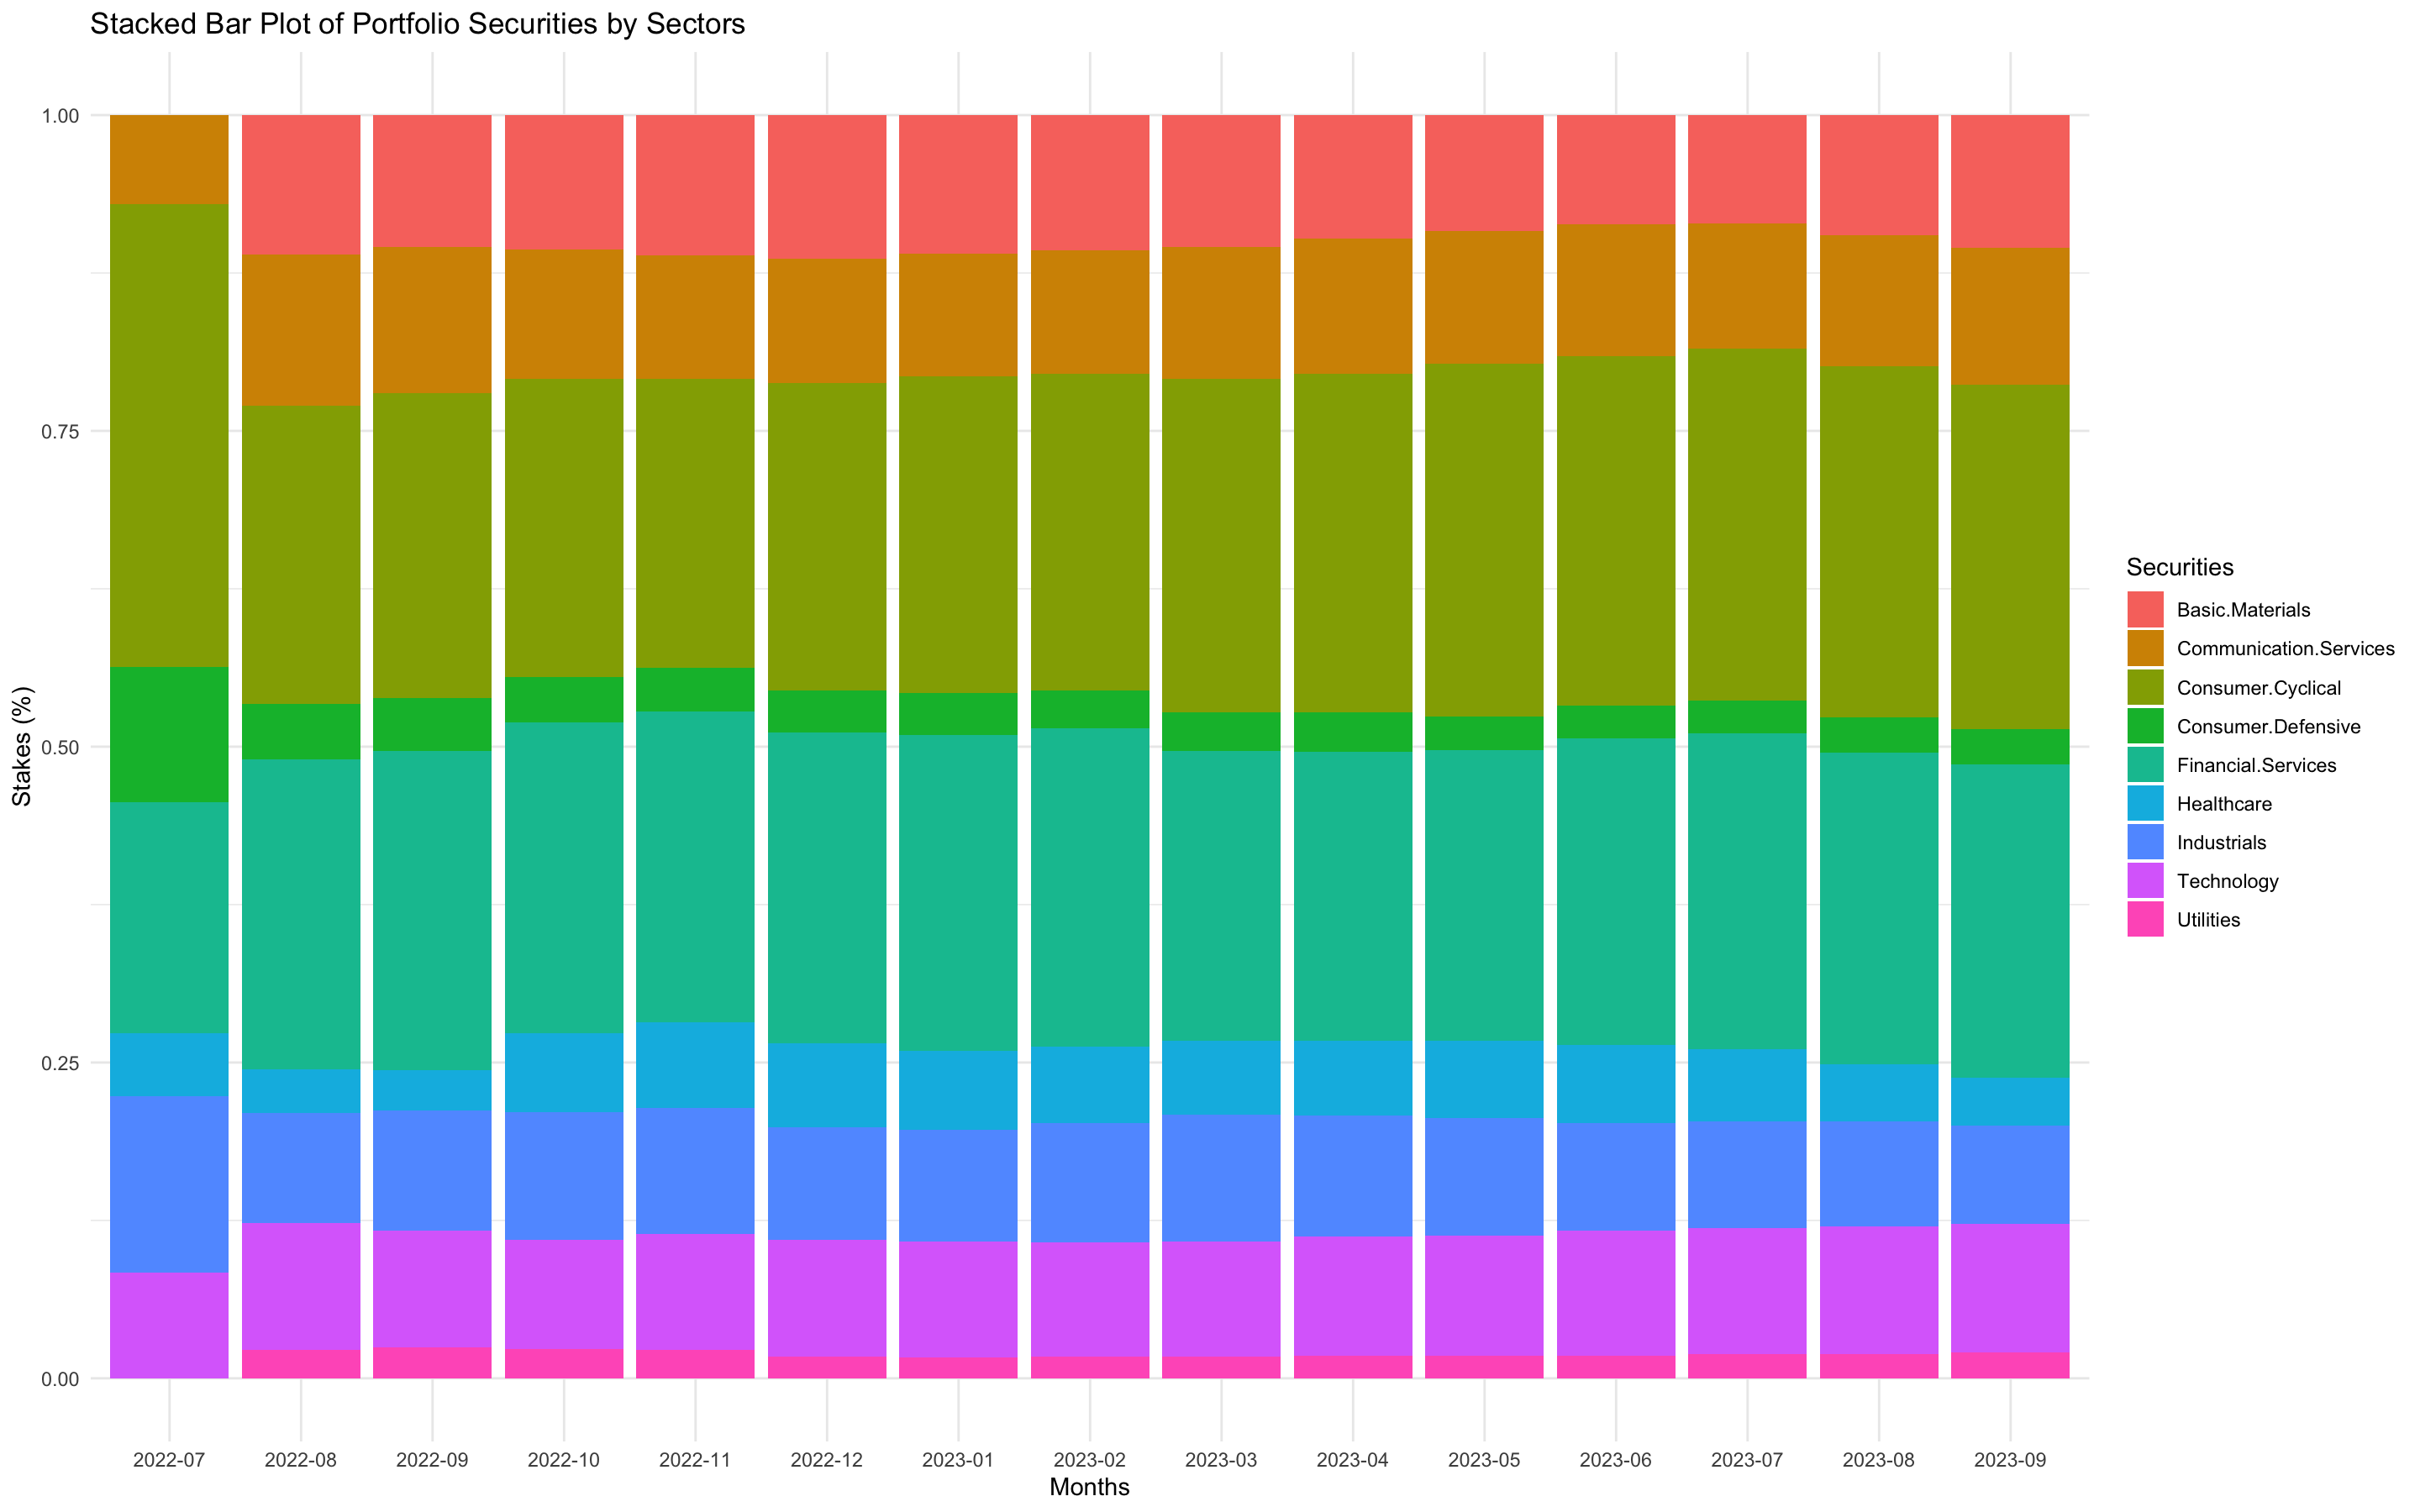 Stacked Bar Plot of Portfolio Securities by Sectors
Stakes (%)
1.00
0.75
0.50
0.25
0.00
2022-07 2022-08 2022-09 2022-10 2022-11 2022-12 2023-01 2023-02 2023-03 2023-04 2023-05 2023-06 2023-07 2023-08 2023-09
Months
Securities
Basic.Materials
Communication.Services
Consumer.Cyclical
Consumer.Defensive
Financial.Services
Healthcare
Industrials
Technology
Utilities